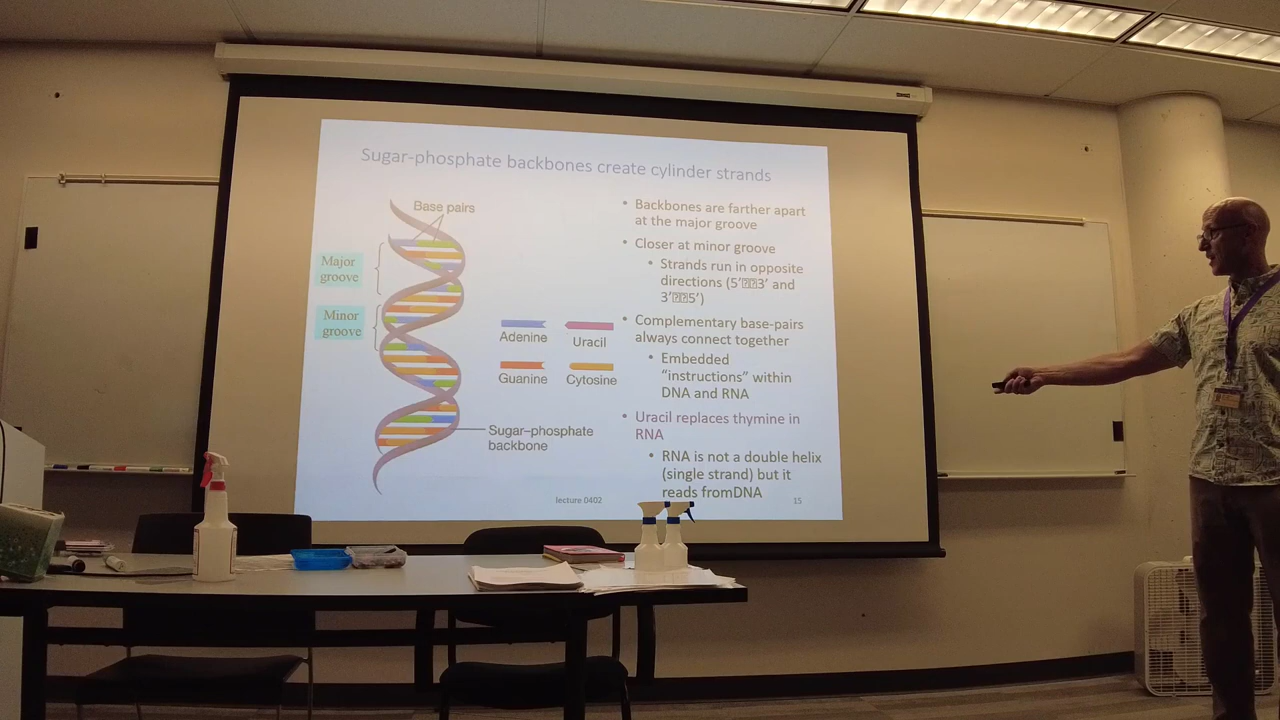 Sugar-phosphate backbones create cylinder strands
Base pairs
Major
groove
Minor
groove
Adenine
Uracil
Guanine
Cytosine
Sugar–phosphate
backbone
• Backbones are farther apart
at the major groove
• Closer at minor groove
• Strands run in opposite
directions (5’⍰⍰3’ and
3’⍰⍰5’)
• Complementary base-pairs
always connect together
• Embedded
“instructions” within
DNA and RNA
• Uracil replaces thymine in
RNA
• RNA is not a double helix
(single strand) but it
reads fromDNA
lecture 0402
15